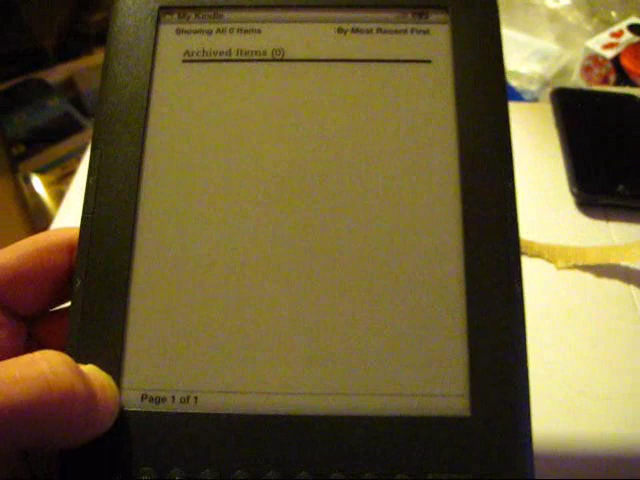 My Kindle
Showing All 0 Items By Most Recent First
Archived Items (0)
Page 1 of 1